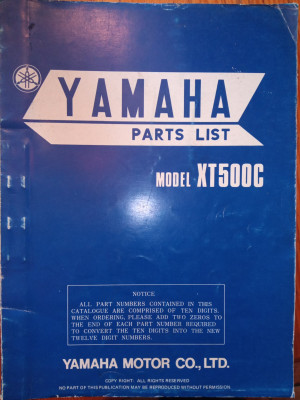 YAMAHA
PARTS LIST
MODEL XT500C
NOTICE
ALL PART NUMBERS CONTAINED IN THIS
CATALOGUE ARE COMPRISED OF TEN DIGITS.
WHEN ORDERING, PLEASE ADD TWO ZEROS TO
THE END OF EACH PART NUMBER REQUIRED
TO CONVERT THE TEN DIGITS INTO THE NEW
TWELVE DIGIT NUMBERS.
YAMAHA MOTOR CO., LTD.
COPY RIGHT ALL RIGHTS RESERVED
NO PART OF THIS PUBLICATION MAY BE REPRODUCED WITHOUT PERMISSION